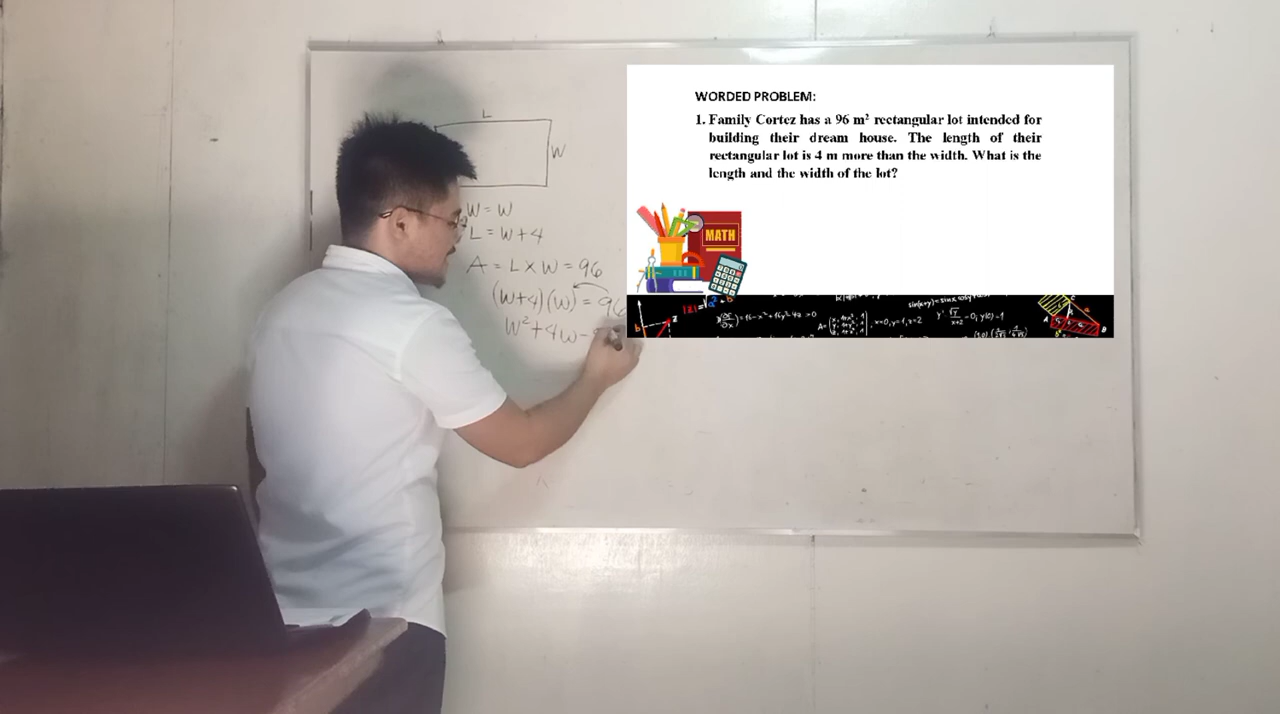 L
W
W = W
L = W + 4
A = L X W = 96
(W+4)(W) = 96
W² + 4W -
WORDED PROBLEM:
1. Family Cortez has a 96 m² rectangular lot intended for
building their dream house. The length of their
rectangular lot is 4 m more than the width. What is the
length and the width of the lot?
MATH